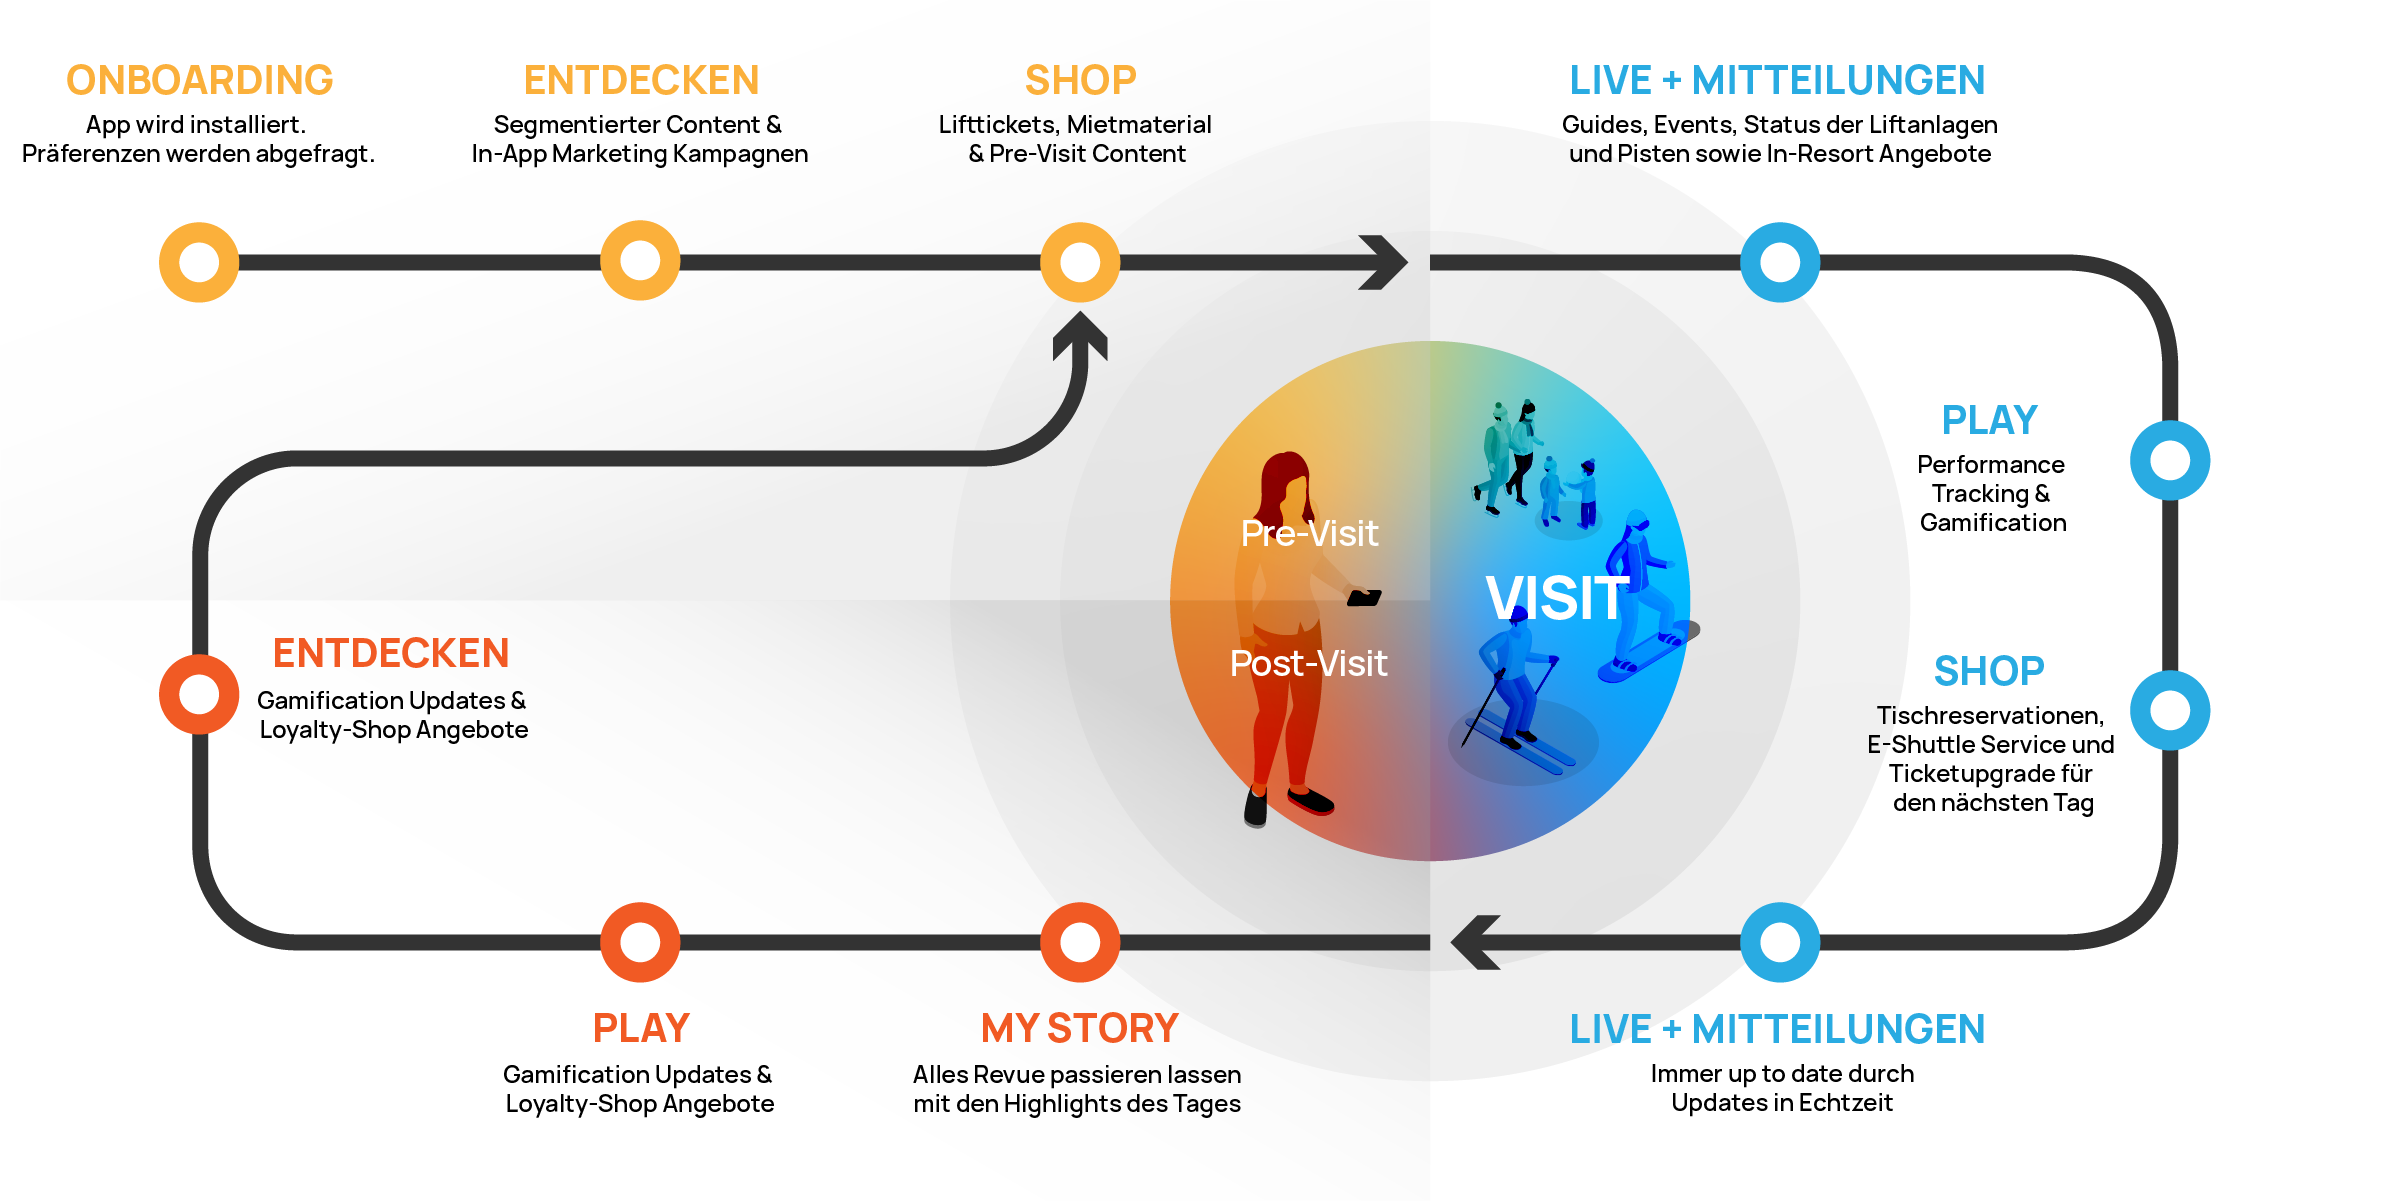 ONBOARDING
App wird installiert.
Präferenzen werden abgefragt.
ENTDECKEN
Segmentierter Content &
In-App Marketing Kampagnen
SHOP
Lifttickets, Mietmaterial
& Pre-Visit Content
LIVE + MITTEILUNGEN
Guides, Events, Status der Liftanlagen
und Pisten sowie In-Resort Angebote
PLAY
Performance
Tracking &
Gamification
Pre-Visit
VISIT
Post-Visit
SHOP
Tischreservationen,
E-Shuttle Service und
Ticketupgrade für
den nächsten Tag
ENTDECKEN
Gamification Updates &
Loyalty-Shop Angebote
PLAY
Gamification Updates &
Loyalty-Shop Angebote
MY STORY
Alles Revue passieren lassen
mit den Highlights des Tages
LIVE + MITTEILUNGEN
Immer up to date durch
Updates in Echtzeit